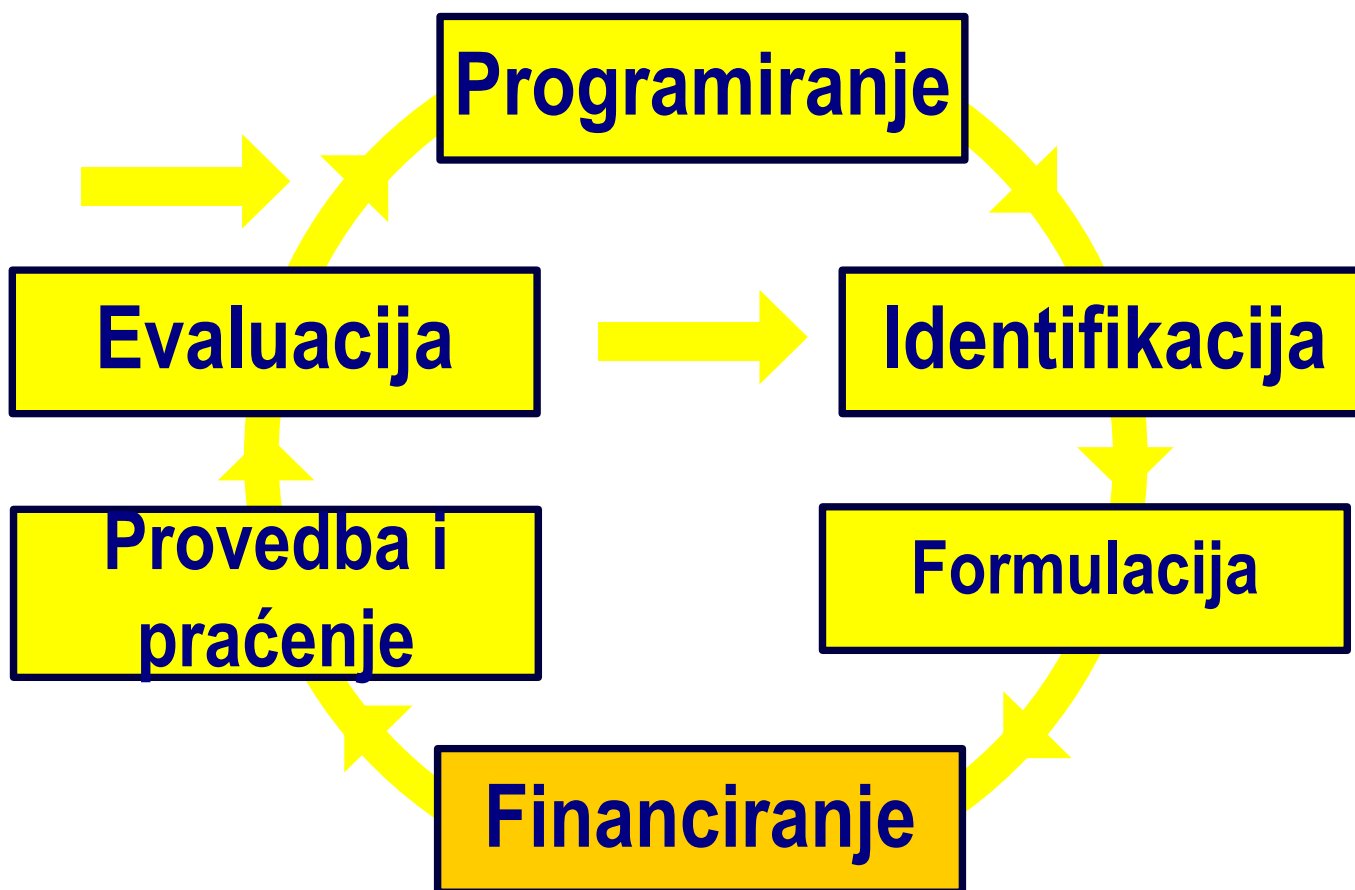 Programiranje
Evaluacija
Identifikacija
Provedba i
praćenje
Formulacija
Financiranje